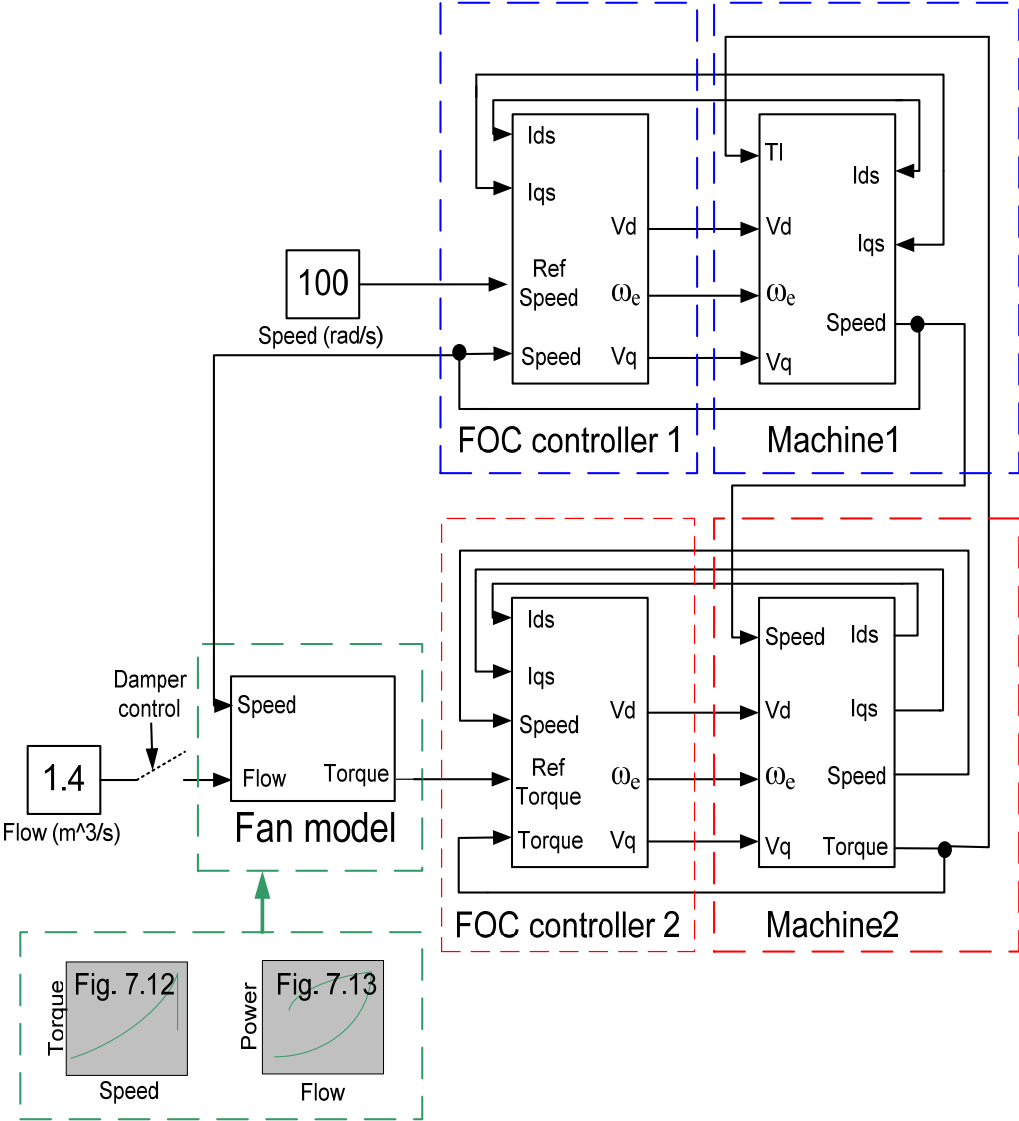 Ids
Iqs
Ref
Speed
Speed
Vd
ωe
Vq
FOC controller 1
Tl
Vd
ωe
Vq
Ids
Iqs
Speed
Machine1
100
Speed (rad/s)
Ids
Iqs
Speed
Ref
Torque
Torque
Vd
ωe
Vq
FOC controller 2
Speed
Vd
ωe
Vq
Ids
Iqs
Speed
Torque
Machine2
Damper
control
1.4
Flow (m^3/s)
Speed
Flow
Torque
Fan model
Torque
Fig. 7.12
Speed
Power
Fig. 7.13
Flow